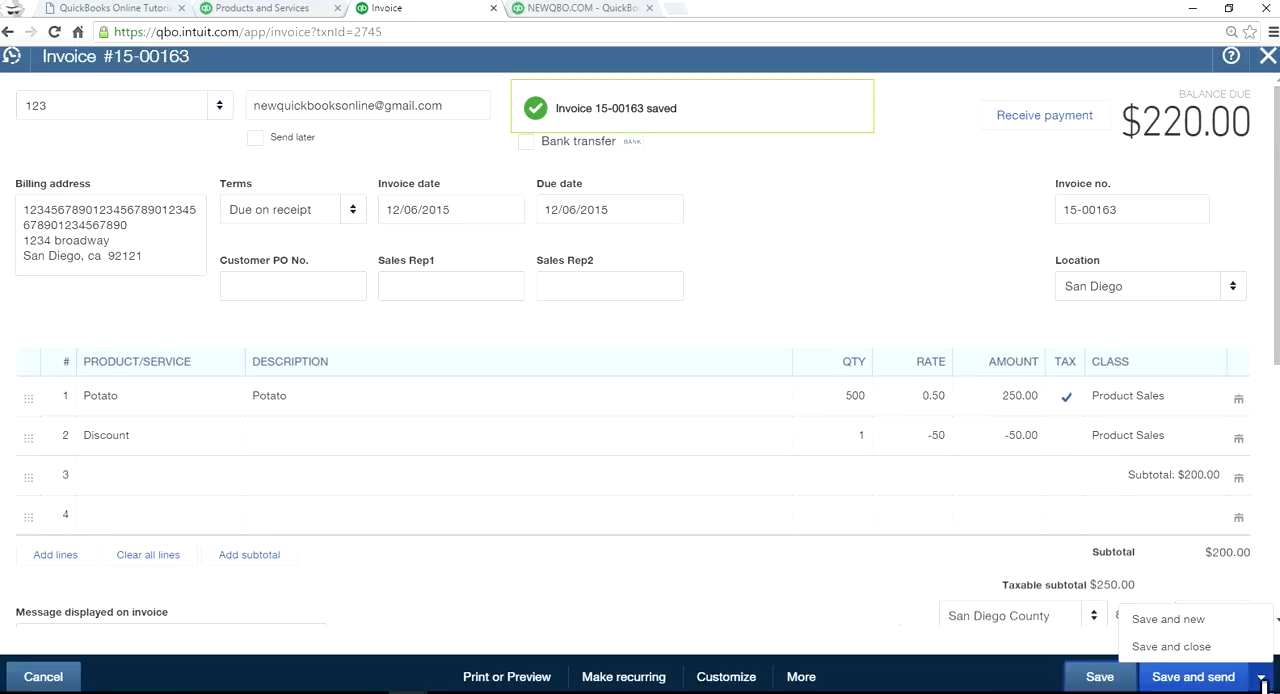 QuickBooks Online Tutori
Products and Services
Invoice
NEWQBO.COM - QuickBo
https://qbo.intuit.com/app/invoice?txnId=2745
Invoice #15-00163
123
newquickbooksonline@gmail.com
Send later
Invoice 15-00163 saved
Bank transfer BANK
Receive payment
BALANCE DUE
$220.00
Billing address
1234567890123456789012345
678901234567890
1234 broadway
San Diego, ca 92121
Terms
Due on receipt
Invoice date
12/06/2015
Due date
12/06/2015
Invoice no.
15-00163
Customer PO No.
Sales Rep1
Sales Rep2
Location
San Diego
# PRODUCT/SERVICE DESCRIPTION QTY RATE AMOUNT TAX CLASS
1 Potato Potato 500 0.50 250.00 Product Sales
2 Discount 1 -50 -50.00 Product Sales
3 Subtotal: $200.00
4
Add lines Clear all lines Add subtotal
Subtotal $200.00
Taxable subtotal $250.00
Message displayed on invoice
San Diego County
Save and new
Save and close
Cancel Print or Preview Make recurring Customize More Save Save and send